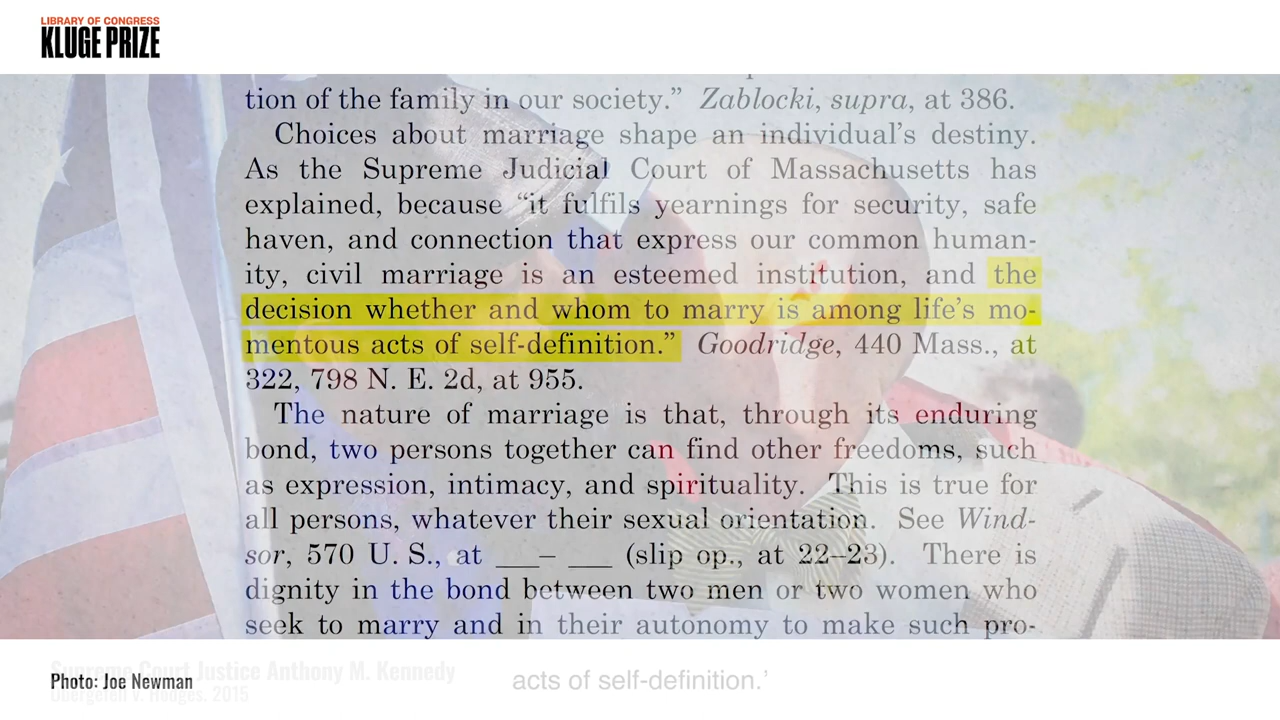 LIBRARY OF CONGRESS
KLUGE PRIZE
tion of the family in our society.” Zablocki, supra, at 386.
Choices about marriage shape an individual’s destiny.
As the Supreme Judicial Court of Massachusetts has
explained, because “it fulfils yearnings for security, safe
haven, and connection that express our common human-
ity, civil marriage is an esteemed institution, and the
decision whether and whom to marry is among life’s mo-
mentous acts of self-definition.” Goodridge, 440 Mass., at
322, 798 N. E. 2d, at 955.
The nature of marriage is that, through its enduring
bond, two persons together can find other freedoms, such
as expression, intimacy, and spirituality. This is true for
all persons, whatever their sexual orientation. See Wind-
sor, 570 U. S., at ___– ___ (slip op., at 22–23). There is
dignity in the bond between two men or two women who
seek to marry and in their autonomy to make such pro-
Supreme Court Justice Anthony M. Kennedy
Photo: Joe Newman
Obergefell v. Hodges. 2015
acts of self-definition.’